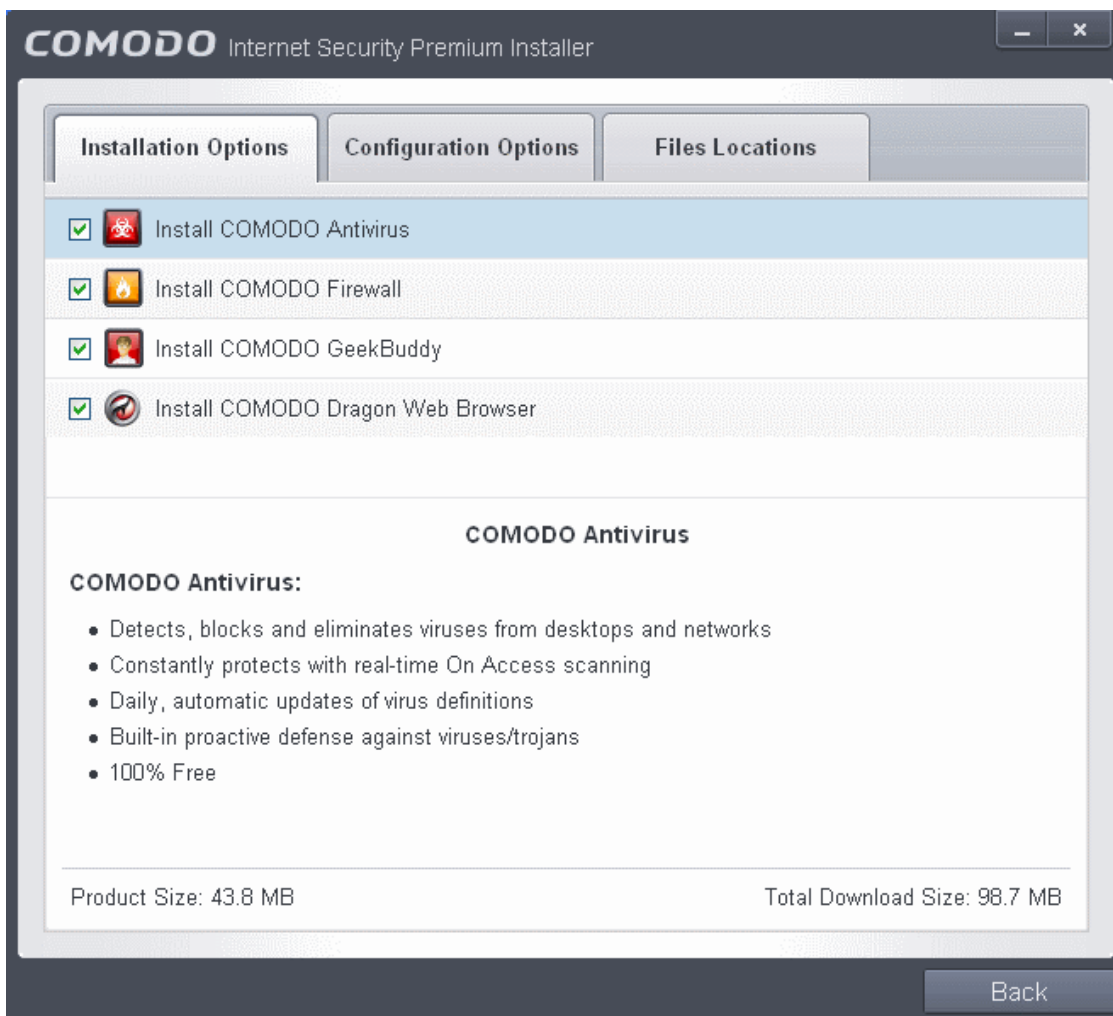 COMODO Internet Security Premium Installer
Installation Options
Configuration Options
Files Locations
Install COMODO Antivirus
Install COMODO Firewall
Install COMODO GeekBuddy
Install COMODO Dragon Web Browser
COMODO Antivirus
COMODO Antivirus:
• Detects, blocks and eliminates viruses from desktops and networks
• Constantly protects with real-time On Access scanning
• Daily, automatic updates of virus definitions
• Built-in proactive defense against viruses/trojans
• 100% Free
Product Size: 43.8 MB
Total Download Size: 98.7 MB
Back